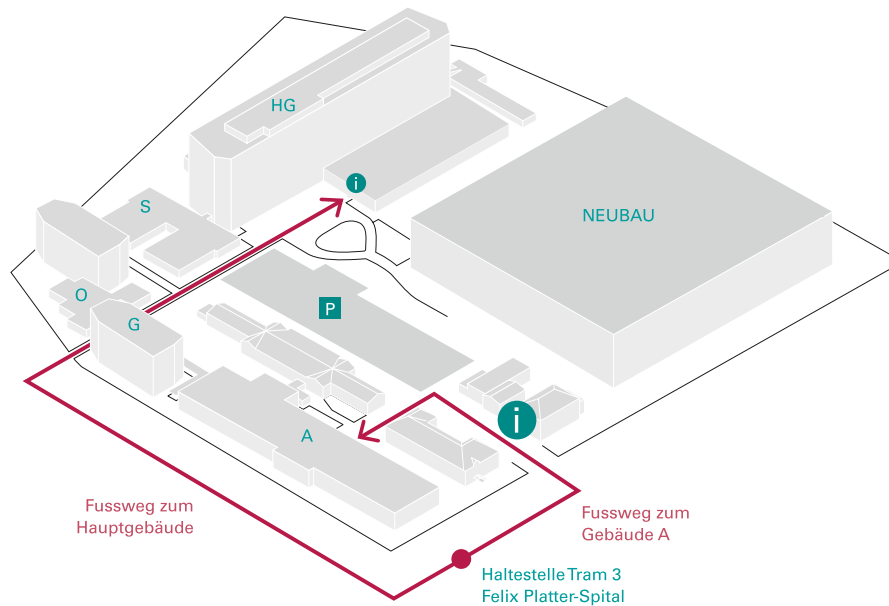 HG
i
S
NEUBAU
O
P
G
i
A
Fussweg zum
Hauptgebäude
Fussweg zum
Gebäude A
Haltestelle Tram 3
Felix Platter-Spital